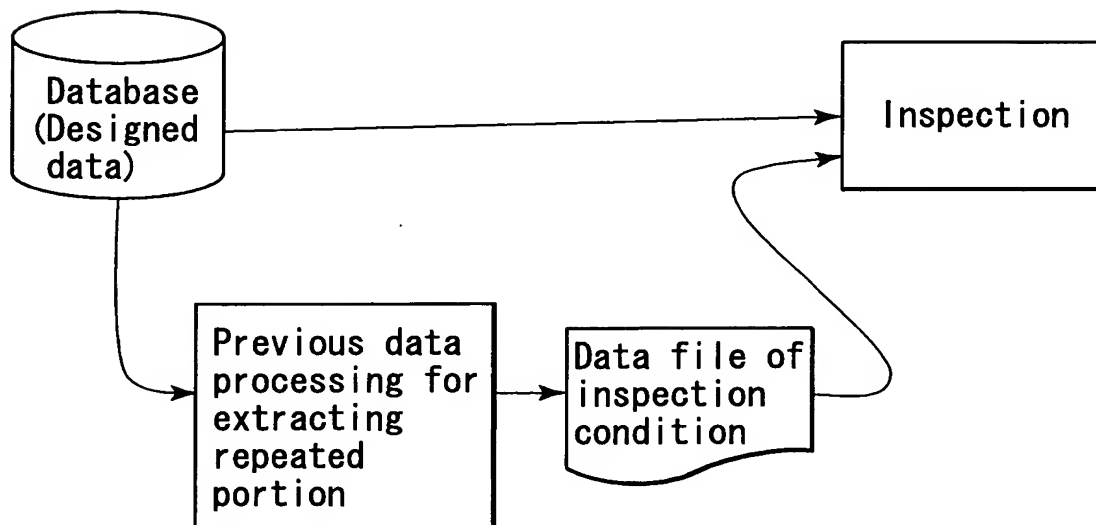 Database
(Designed
data)
Inspection
Previous data
processing for
extracting
repeated
portion
Data file of
inspection
condition